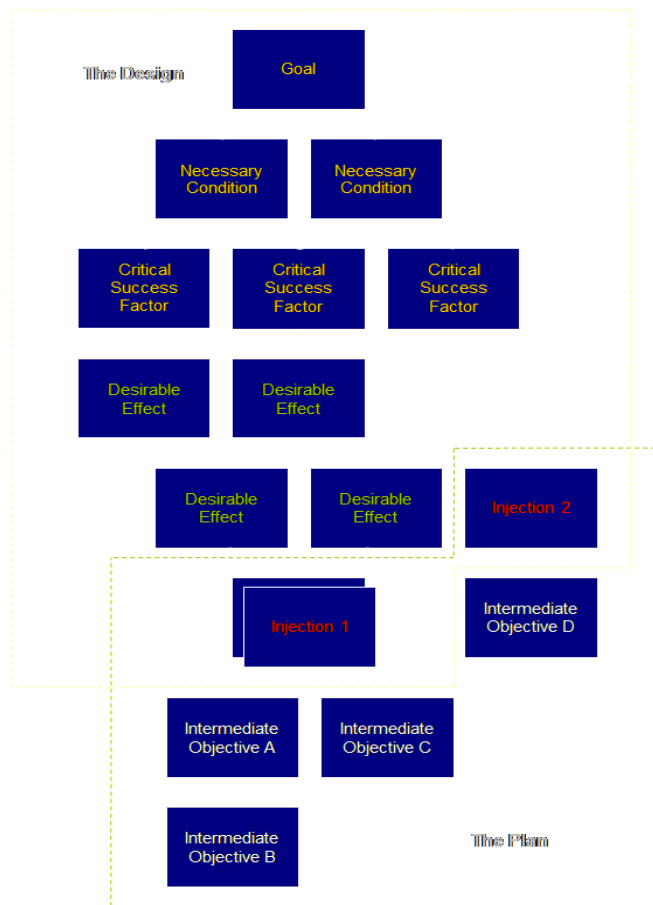 Goal
The Design
Necessary Condition
Necessary Condition
Critical Success Factor
Critical Success Factor
Critical Success Factor
Desirable Effect
Desirable Effect
Desirable Effect
Desirable Effect
Injection 2
Intermediate Objective D
Injection 1
Intermediate Objective A
Intermediate Objective C
Intermediate Objective B
The Plan